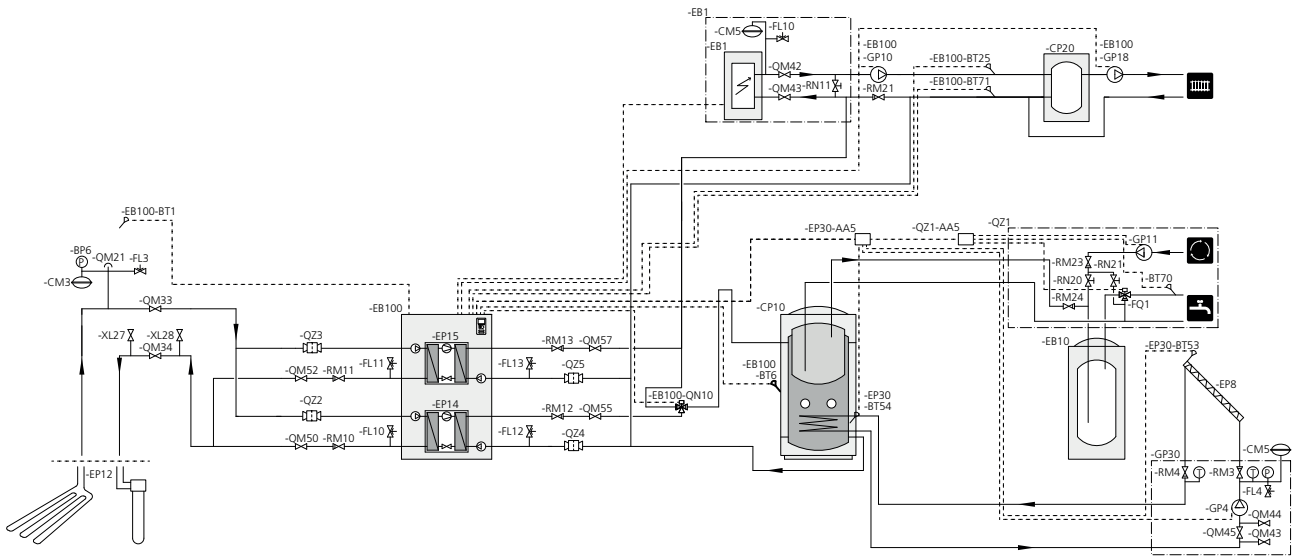 -EB1
-CM5
-FL10
-EB1
-QM42
-QM43
-RN11
-EB100
-GP10
-RM21
-EB100-BT25
-EB100-BT71
-CP20
-EB100
-GP18
-EB100-BT1
-BP6
P
-QM21
-FL3
-CM3
-QM33
-XL27
-XL28
-QM34
-EP12
-QZ3
-QM52
-RM11
-QZ2
-QM50
-RM10
-EB100
-FL11
-EP15
-FL13
-FL10
-EP14
-FL12
-RM13
-QM57
-QZ5
-RM12
-QM55
-QZ4
-EB100-QN10
-EP30-AA5
-QZ1-AA5
-QZ1
-CP10
-EB100
-BT6
-EP30
-BT54
-GP11
-RM23
-RN21
-RN20
-BT70
-RM24
-FQ1
-EB10
-EP30-BT53
-EP8
-GP30
-CM5
-RM4
T
-RM3
T
P
-FL4
-GP4
-QM44
-QM45
-QM43